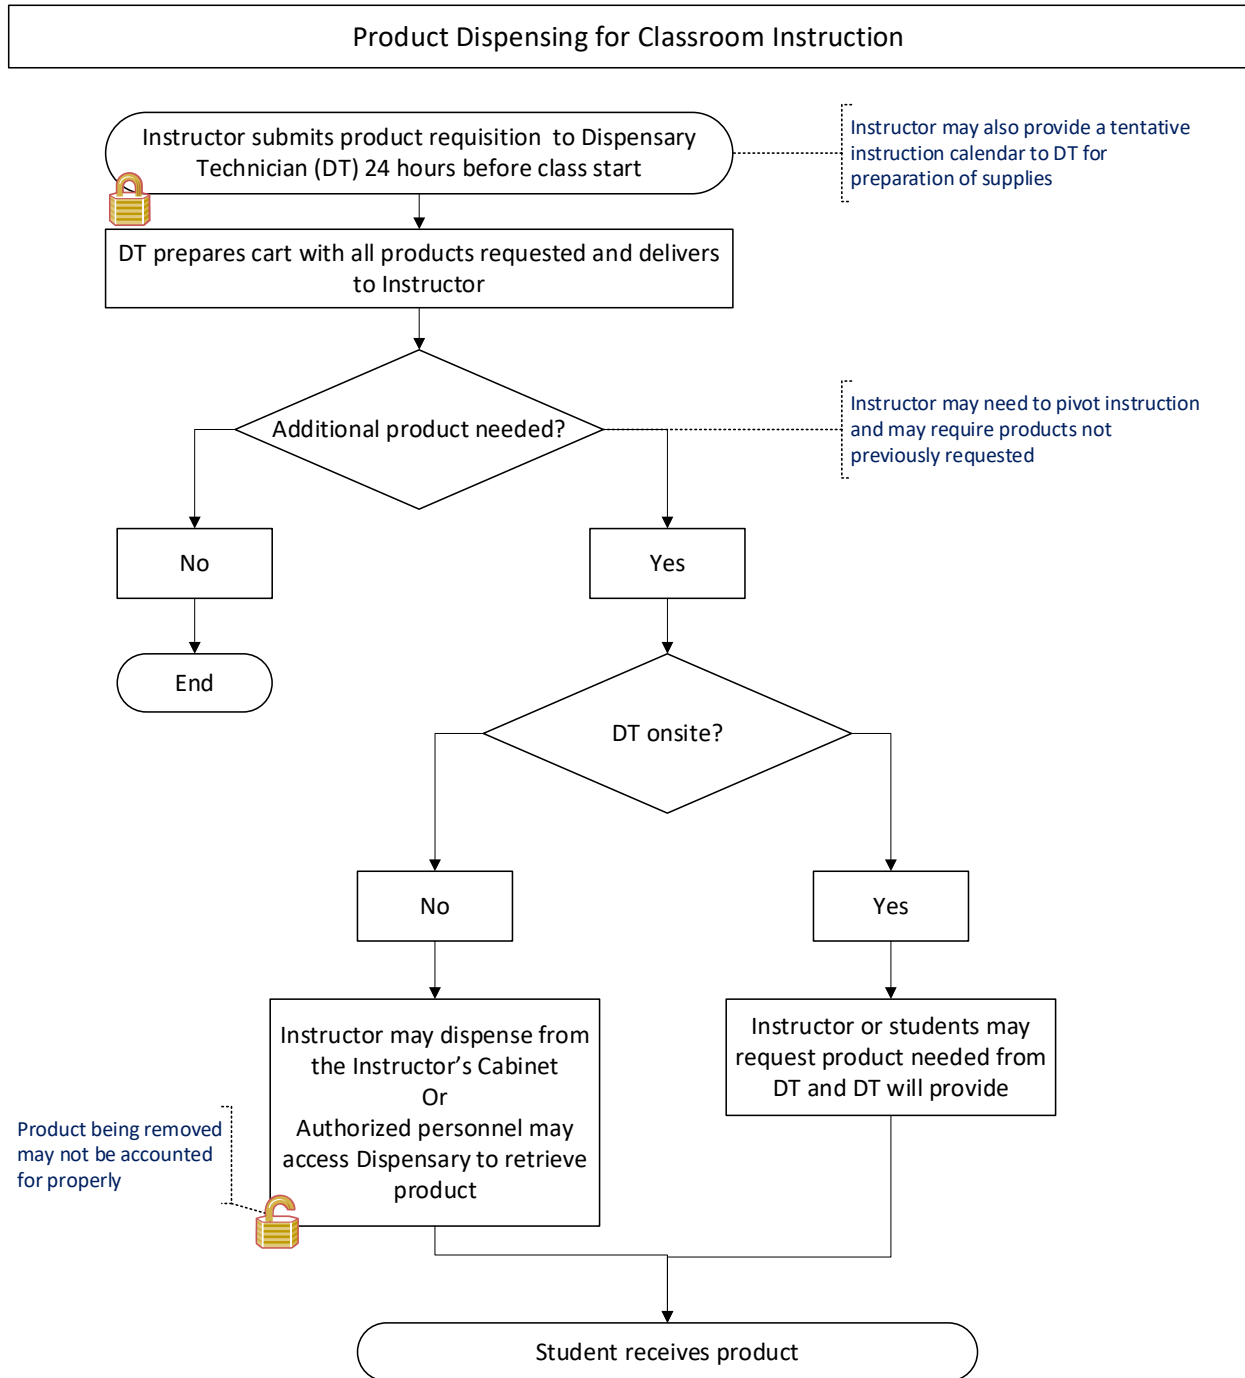 Product Dispensing for Classroom Instruction
Instructor submits product requisition to Dispensary
Technician (DT) 24 hours before class start
Instructor may also provide a tentative
instruction calendar to DT for
preparation of supplies
DT prepares cart with all products requested and delivers
to Instructor
Additional product needed?
Instructor may need to pivot instruction
and may require products not
previously requested
No
Yes
End
DT onsite?
No
Yes
Instructor may dispense from
the Instructor’s Cabinet
Or
Authorized personnel may
access Dispensary to retrieve
product
Instructor or students may
request product needed from
DT and DT will provide
Product being removed
may not be accounted
for properly
Student receives product